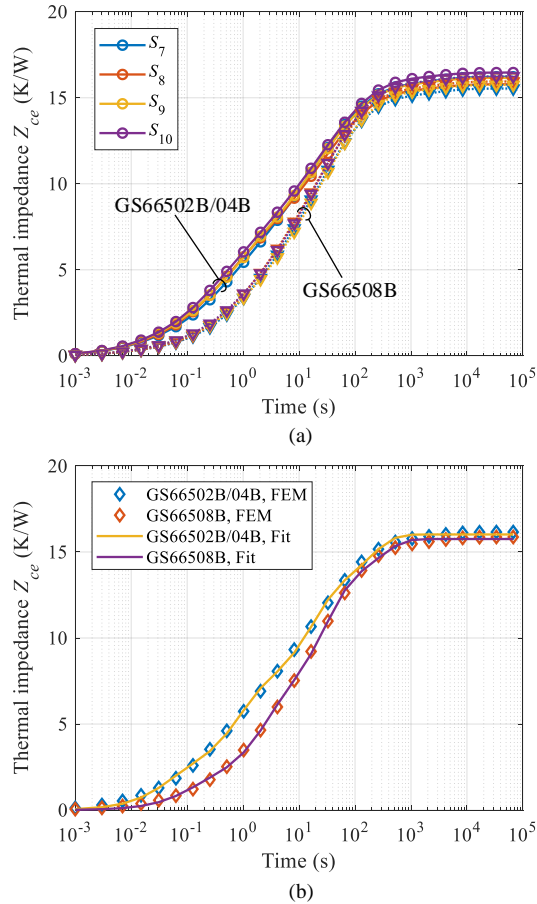 20
15
10
5
0
Thermal impedance Z_ce (K/W)
S_7
S_8
S_9
S_10
GS66502B/04B
GS66508B
10^-3 10^-2 10^-1 10^0 10^1 10^2 10^3 10^4 10^5
Time (s)
(a)
20
15
10
5
0
Thermal impedance Z_ce (K/W)
GS66502B/04B, FEM
GS66508B, FEM
GS66502B/04B, Fit
GS66508B, Fit
10^-3 10^-2 10^-1 10^0 10^1 10^2 10^3 10^4 10^5
Time (s)
(b)